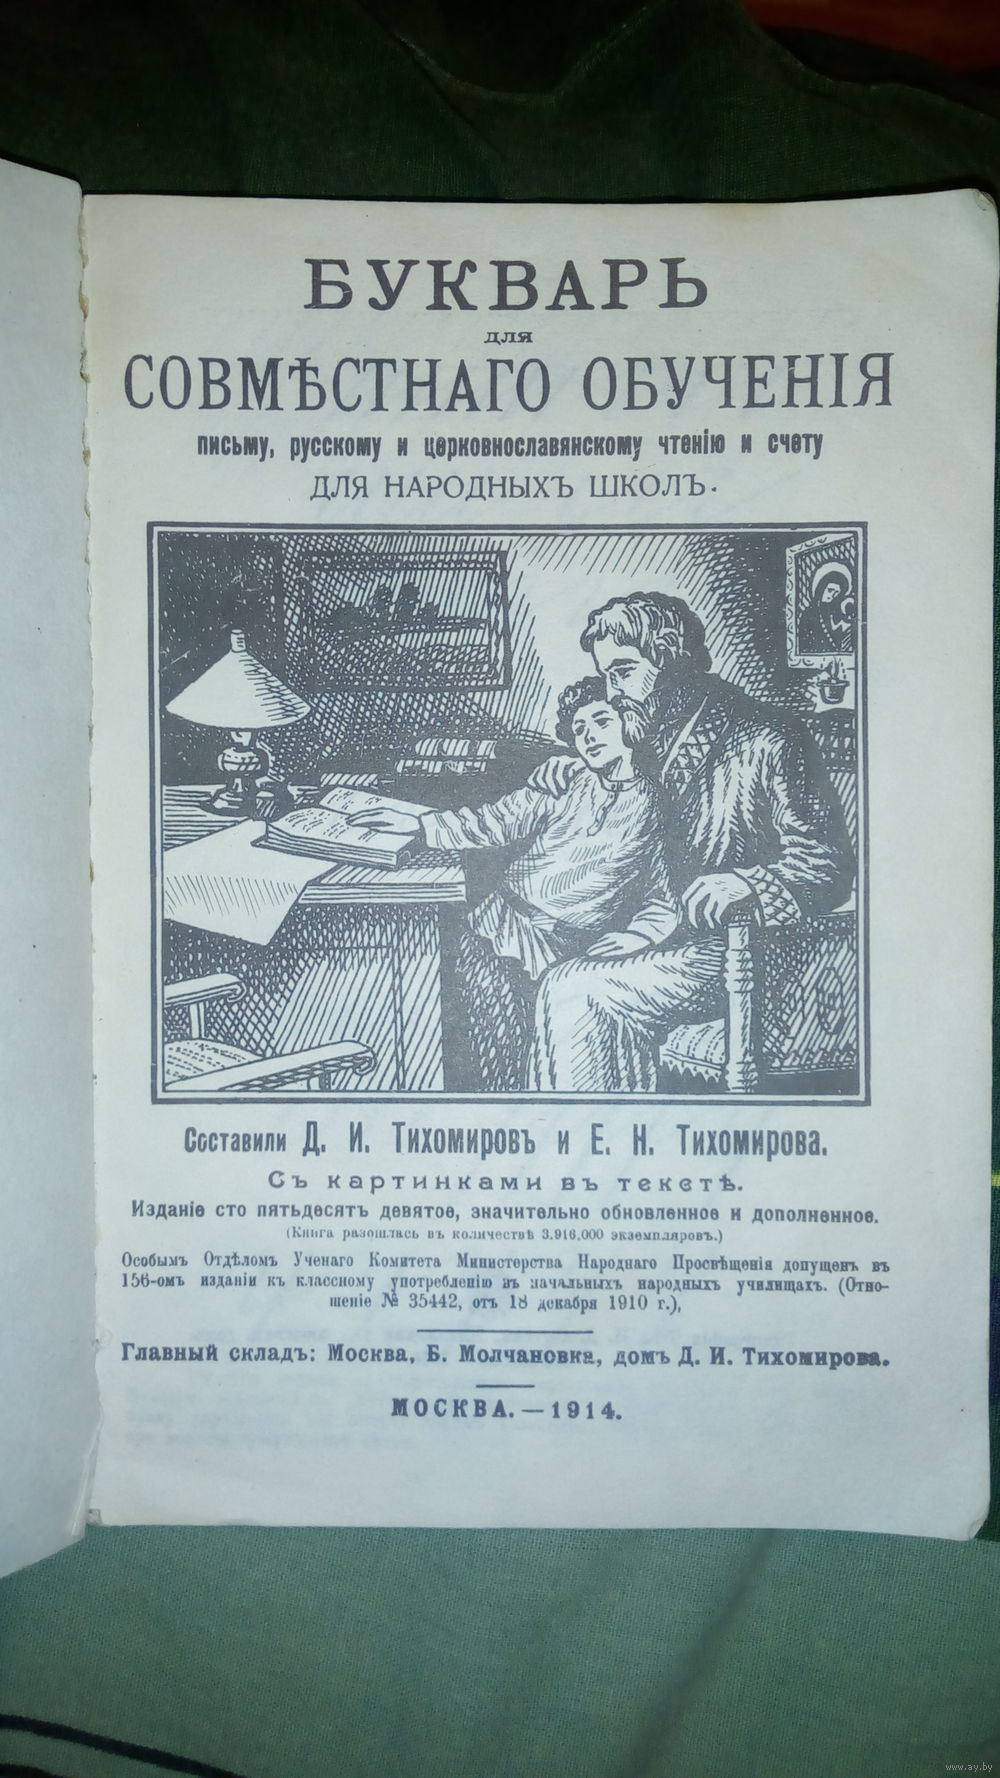 БУКВАРЬ
для
СОВМѢСТНАГО ОБУЧЕНІЯ
письму, русскому и церковнославянскому чтенію и счету
ДЛЯ НАРОДНЫХЪ ШКОЛЪ.
Составили Д. И. Тихомировъ и Е. Н. Тихомирова.
Съ картинками въ текстѣ.
Изданіе сто пятьдесятъ девятое, значительно обновленное и дополненное.
(Книга разошлась въ количествѣ 3.916.000 экземпляровъ.)
Особымъ Отдѣломъ Ученаго Комитета Министерства Народнаго Просвѣщенія допущенъ въ
156-омъ изданіи къ классному употребленію въ начальныхъ народныхъ училищахъ. (Отно-
шеніе № 35442, отъ 18 декабря 1910 г.),
Главный складъ: Москва, Б. Молчановка, домъ Д. И. Тихомирова.
МОСКВА.—1914.
www.ay.by